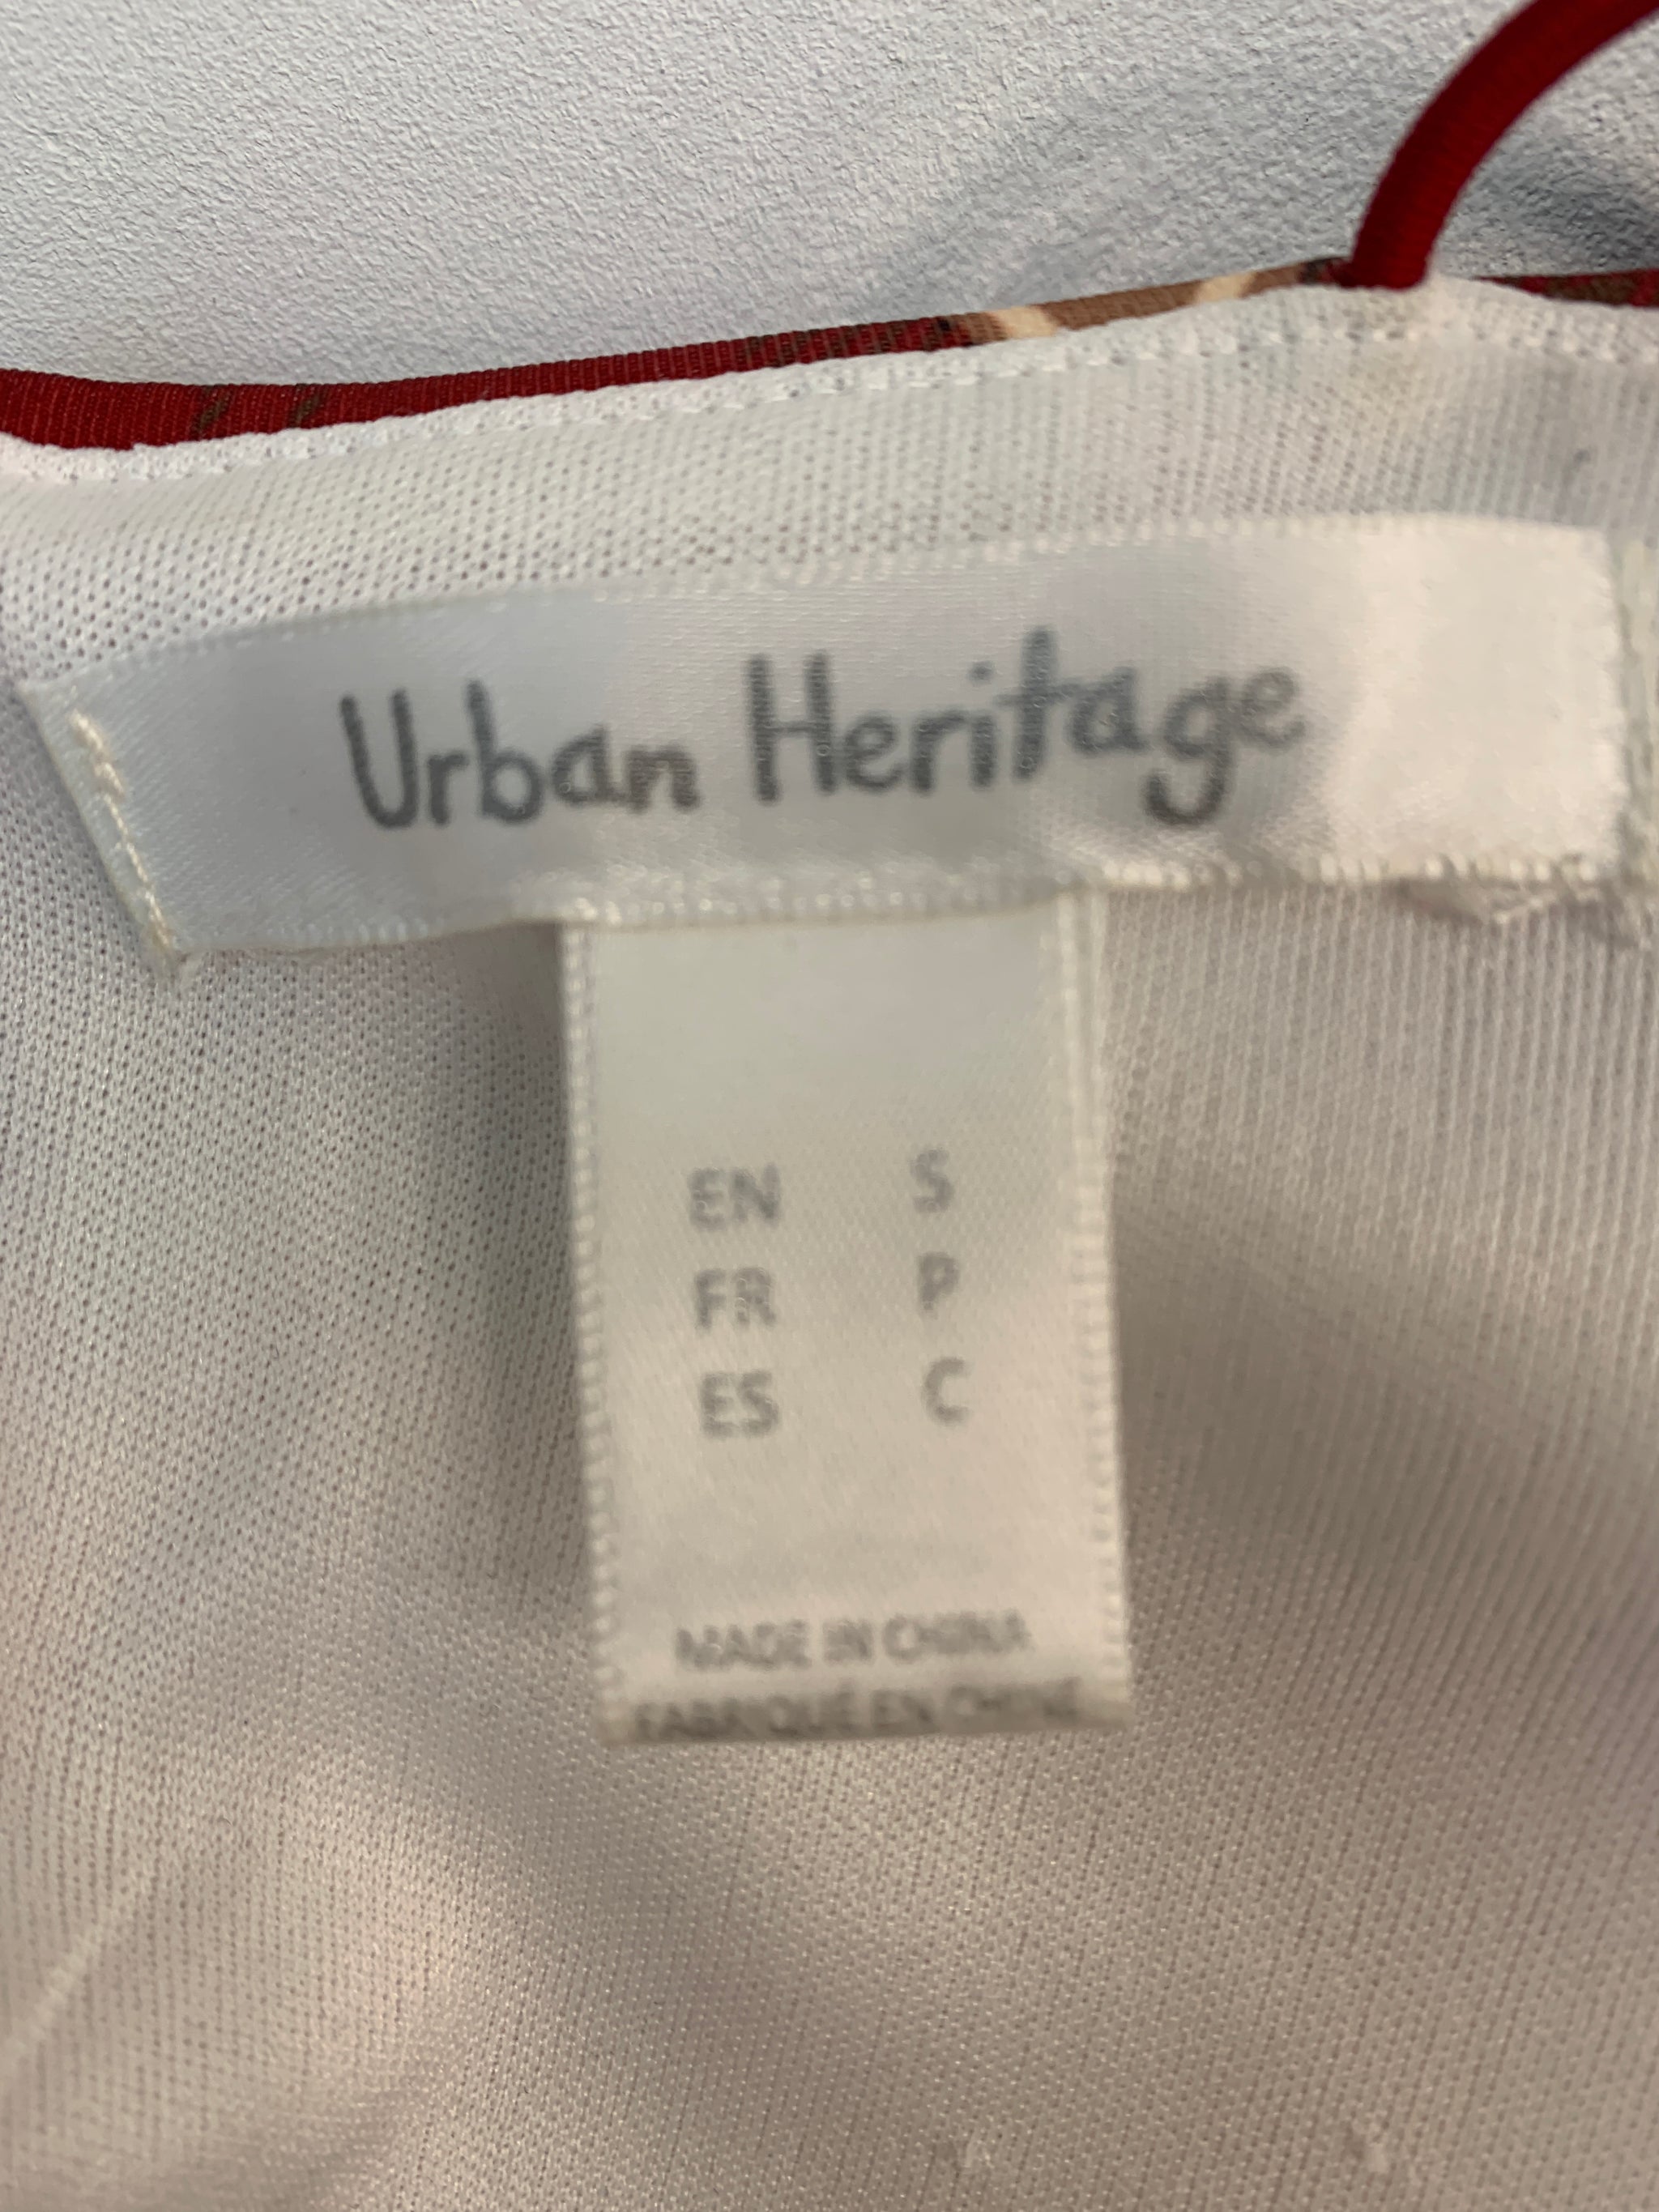 Urban Heritage
EN S
FR P
ES C
MADE IN CHINA
FABRIQUÉ EN CHINE